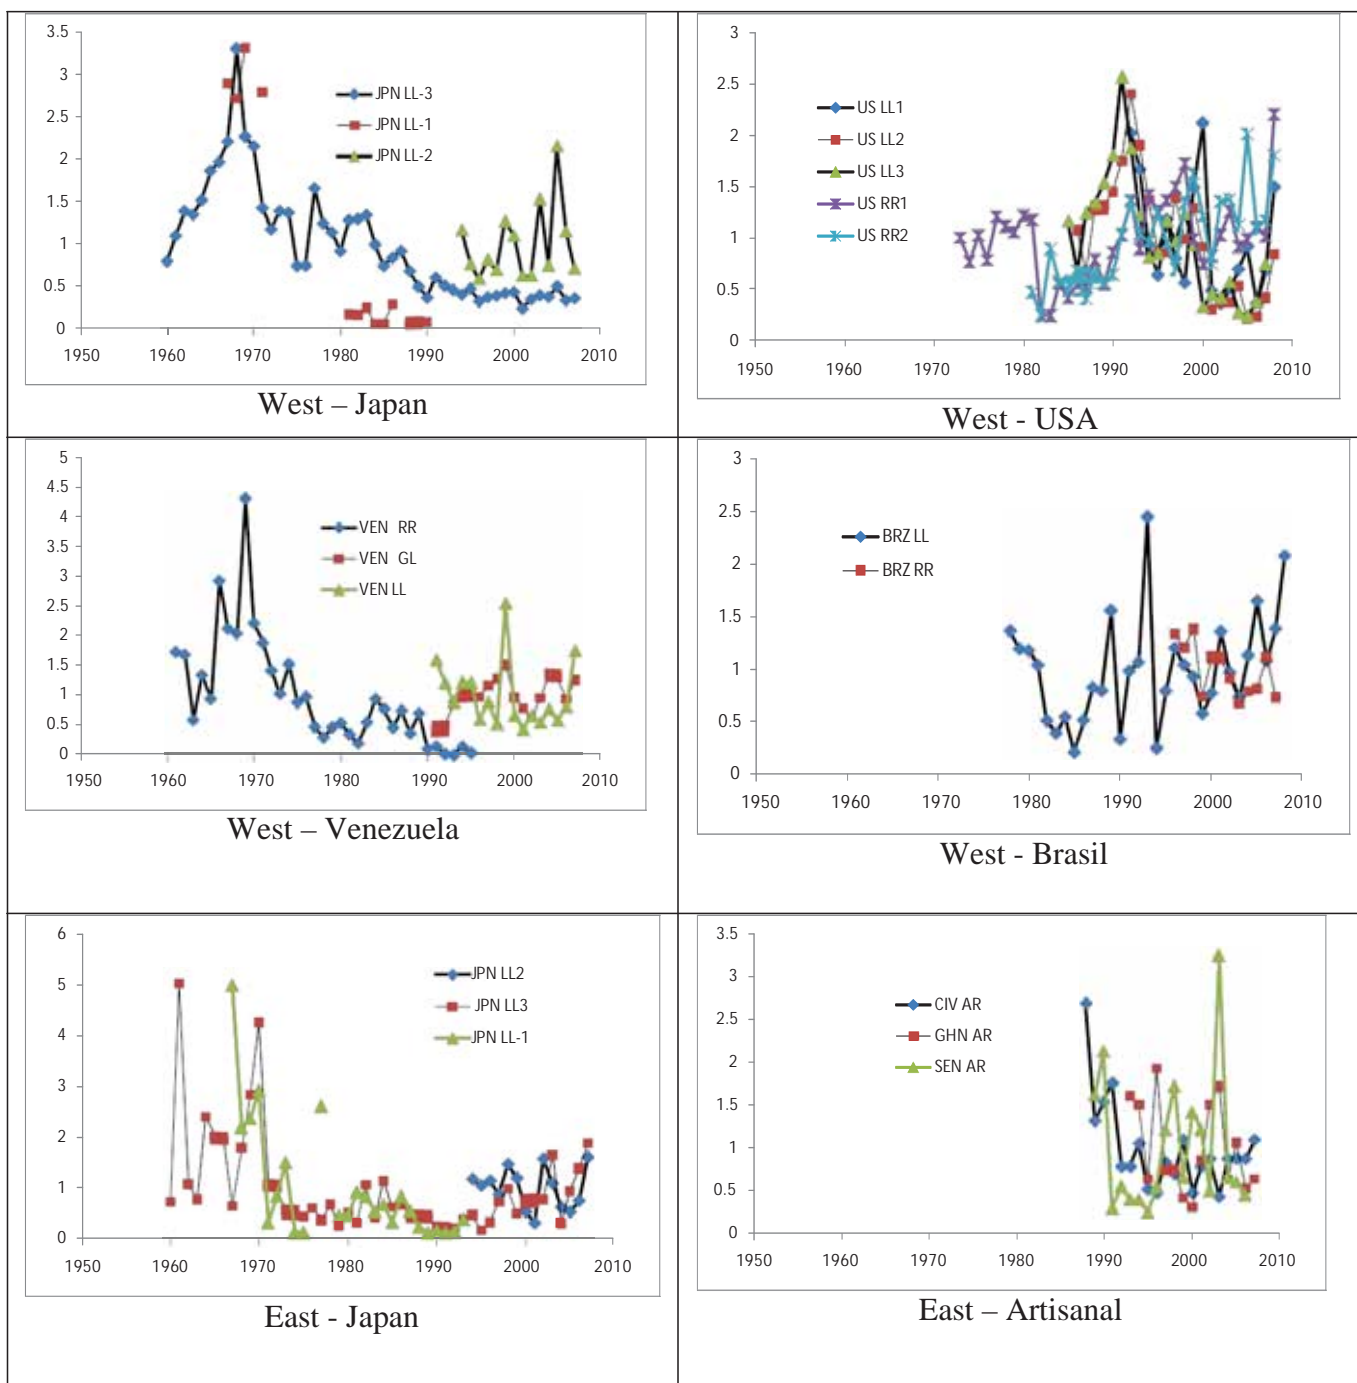 3.5
3
2.5
2
1.5
1
0.5
0
1950 1960 1970 1980 1990 2000 2010
JPN LL-3
JPN LL-1
JPN LL-2
West – Japan
3
2.5
2
1.5
1
0.5
0
1950 1960 1970 1980 1990 2000 2010
US LL1
US LL2
US LL3
US RR1
US RR2
West - USA
5
4.5
4
3.5
3
2.5
2
1.5
1
0.5
0
1950 1960 1970 1980 1990 2000 2010
VEN RR
VEN GL
VEN LL
West – Venezuela
3
2.5
2
1.5
1
0.5
0
1950 1960 1970 1980 1990 2000 2010
BRZ LL
BRZ RR
West - Brasil
6
5
4
3
2
1
0
1950 1960 1970 1980 1990 2000 2010
JPN LL2
JPN LL3
JPN LL-1
East - Japan
3.5
3
2.5
2
1.5
1
0.5
0
1950 1960 1970 1980 1990 2000 2010
CIV AR
GHN AR
SEN AR
East – Artisanal